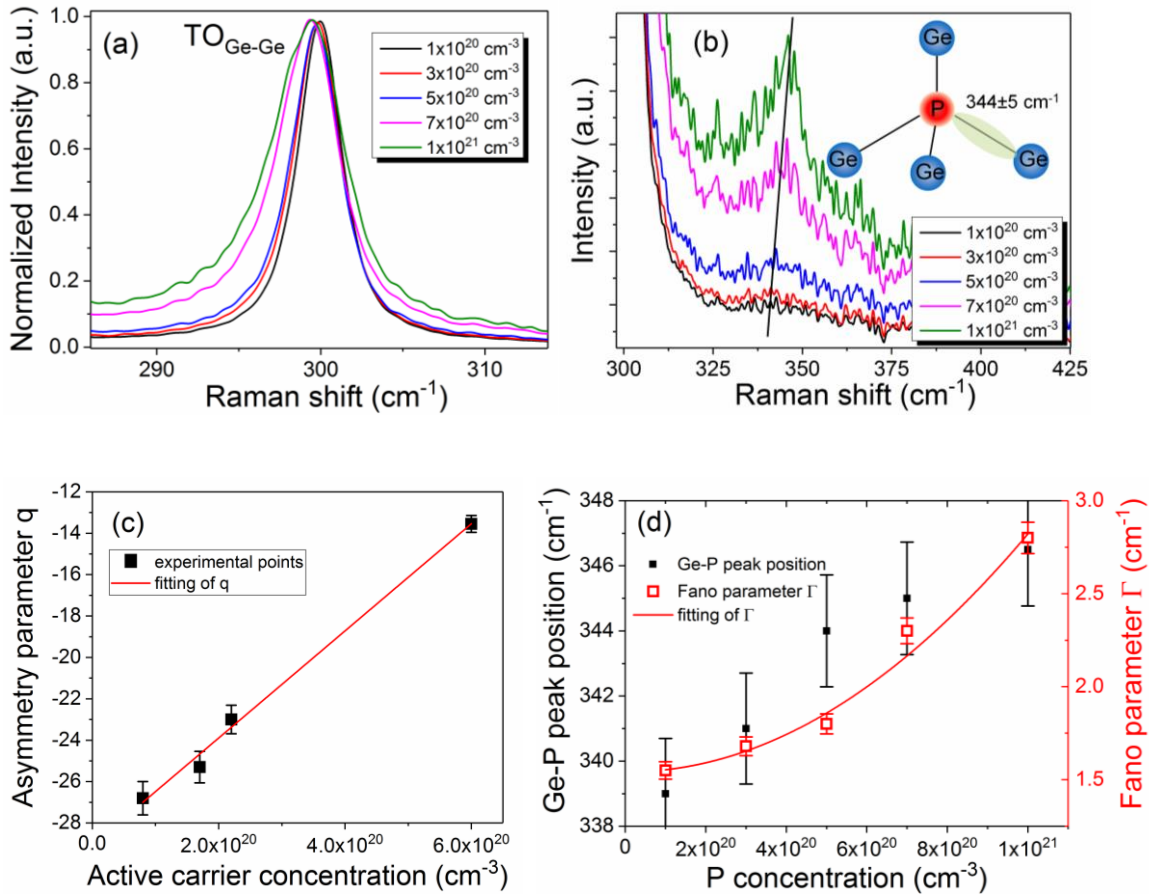 (a)
TO_Ge-Ge
1x10^20 cm^-3
3x10^20 cm^-3
5x10^20 cm^-3
7x10^20 cm^-3
1x10^21 cm^-3
Normalized Intensity (a.u.)
1.0
0.8
0.6
0.4
0.2
0.0
290 300 310
Raman shift (cm^-1)
(b)
Ge
P
344±5 cm^-1
Ge
Ge
Ge
1x10^20 cm^-3
3x10^20 cm^-3
5x10^20 cm^-3
7x10^20 cm^-3
1x10^21 cm^-3
Intensity (a.u.)
300 325 350 375 400 425
Raman shift (cm^-1)
(c)
experimental points
fitting of q
Asymmetry parameter q
-12
-14
-16
-18
-20
-22
-24
-26
-28
0.0 2.0x10^20 4.0x10^20 6.0x10^20
Active carrier concentration (cm^-3)
(d)
Ge-P peak position
Fano parameter Γ
fitting of Γ
Ge-P peak position (cm^-1)
348
346
344
342
340
338
3.0
2.5
2.0
1.5
Fano parameter Γ (cm^-1)
0 2x10^20 4x10^20 6x10^20 8x10^20 1x10^21
P concentration (cm^-3)